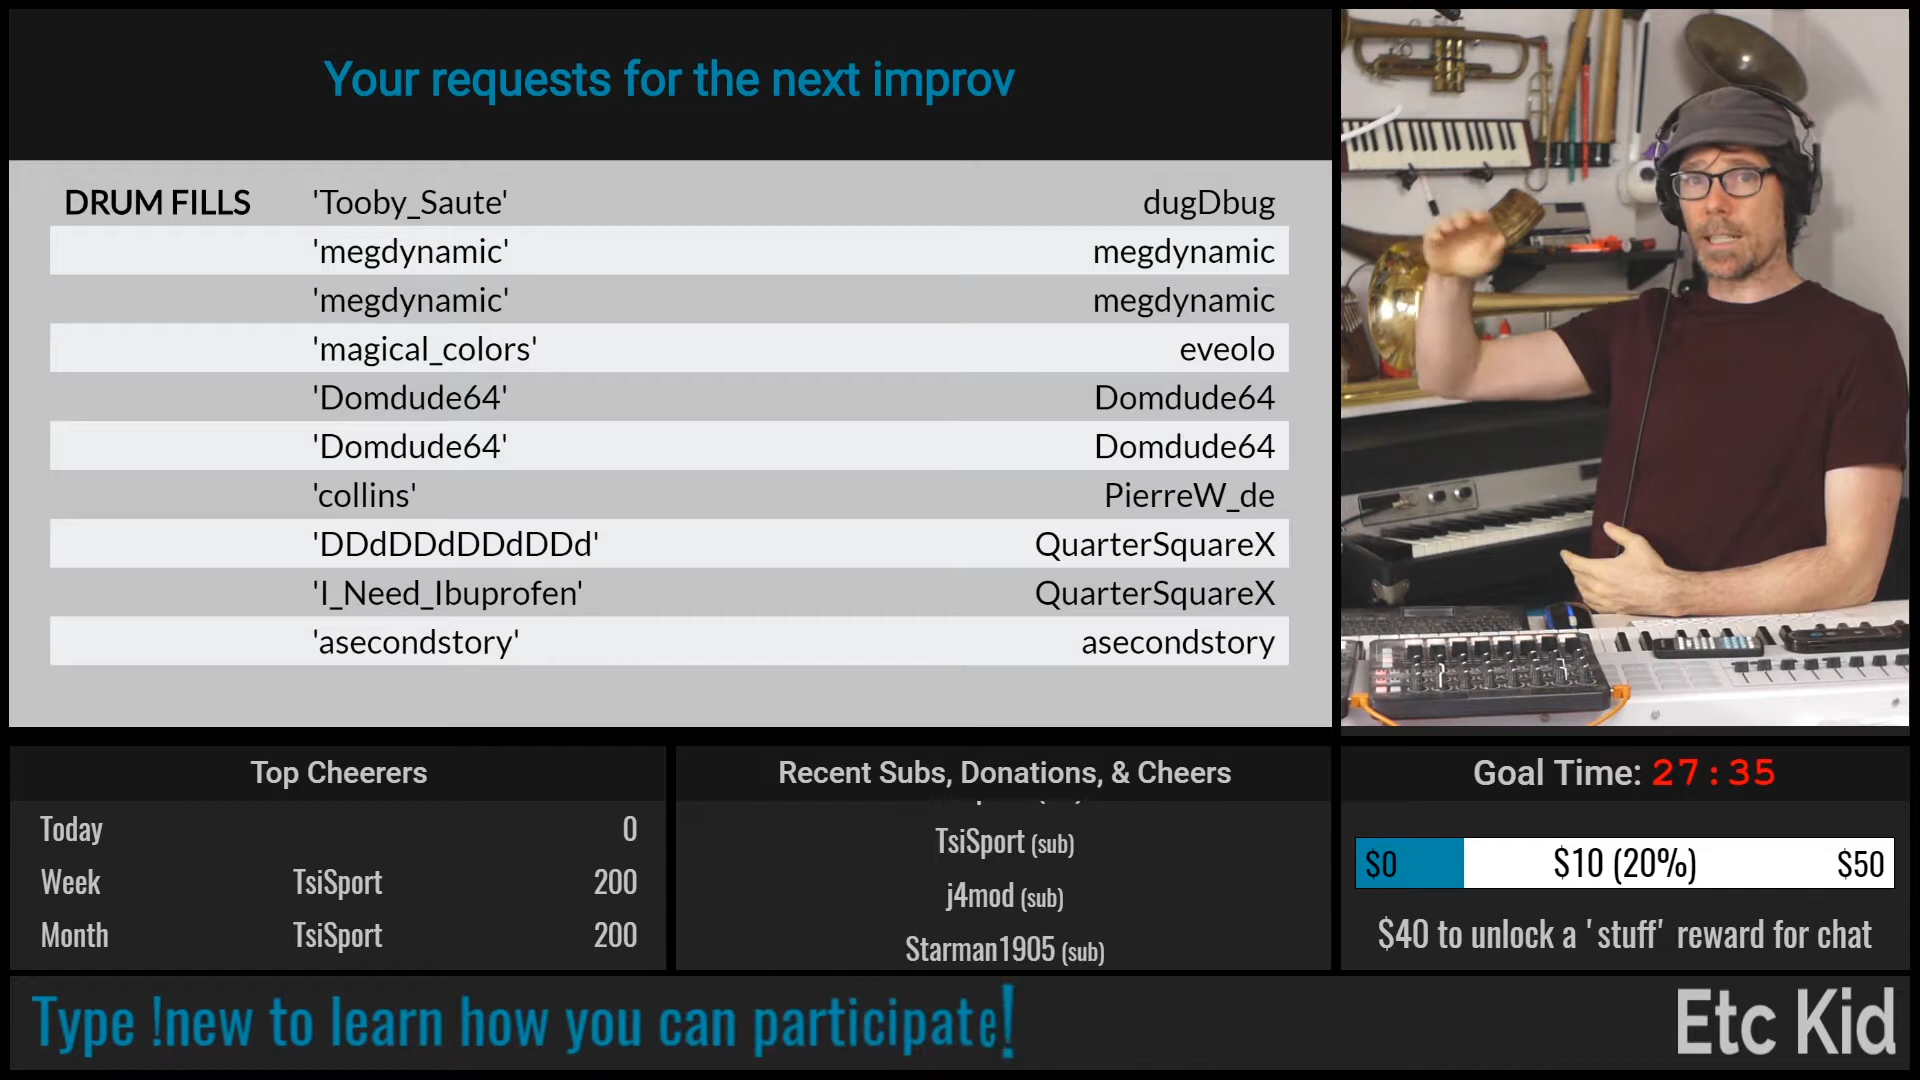 Your requests for the next improv
DRUM FILLS 'Tooby_Saute' dugDbug
'megdynamic' megdynamic
'megdynamic' megdynamic
'magical_colors' eveolo
'Domdude64' Domdude64
'Domdude64' Domdude64
'collins' PierreW_de
'DDdDDdDDdDDd' QuarterSquareX
'I_Need_Ibuprofen' QuarterSquareX
'asecondstory' asecondstory
Top Cheerers
Today 0
Week TsiSport 200
Month TsiSport 200
Recent Subs, Donations, & Cheers
TsiSport (sub)
j4mod (sub)
Starman1905 (sub)
Goal Time: 27:35
$0 $10 (20%) $50
$40 to unlock a 'stuff' reward for chat
Type !new to learn how you can participate!
Etc Kid